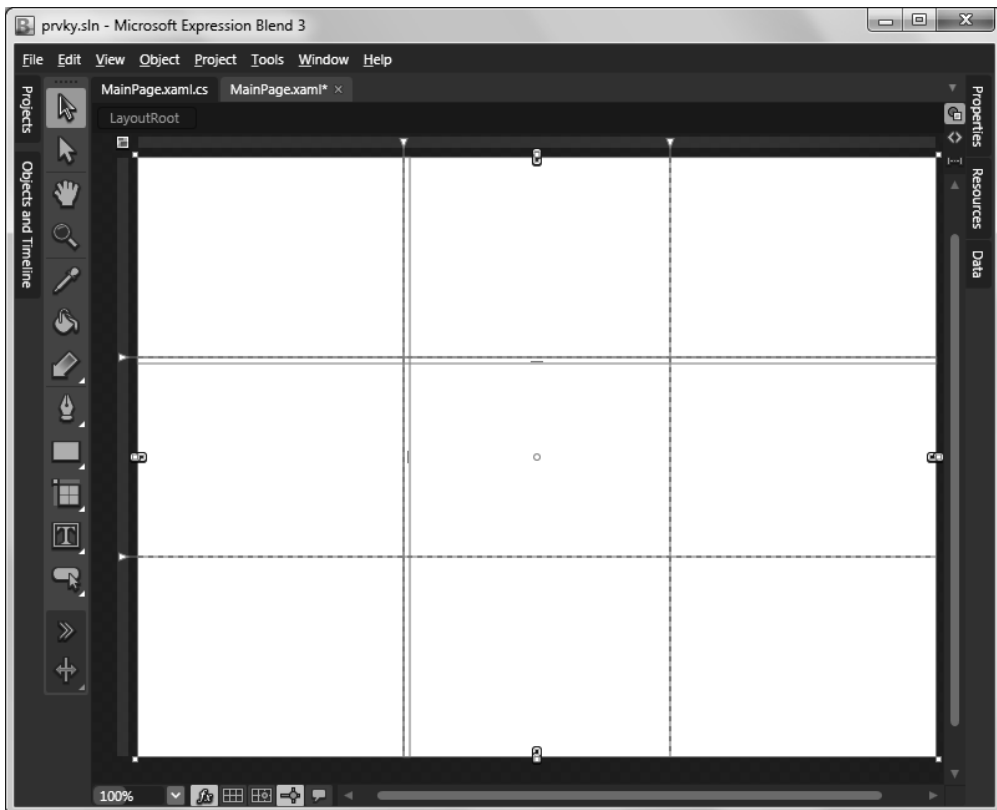 prvky.sln - Microsoft Expression Blend 3
File Edit View Object Project Tools Window Help
MainPage.xaml.cs MainPage.xaml* ×
LayoutRoot
Projects
Objects and Timeline
Properties
Resources
Data
T
100%
fx